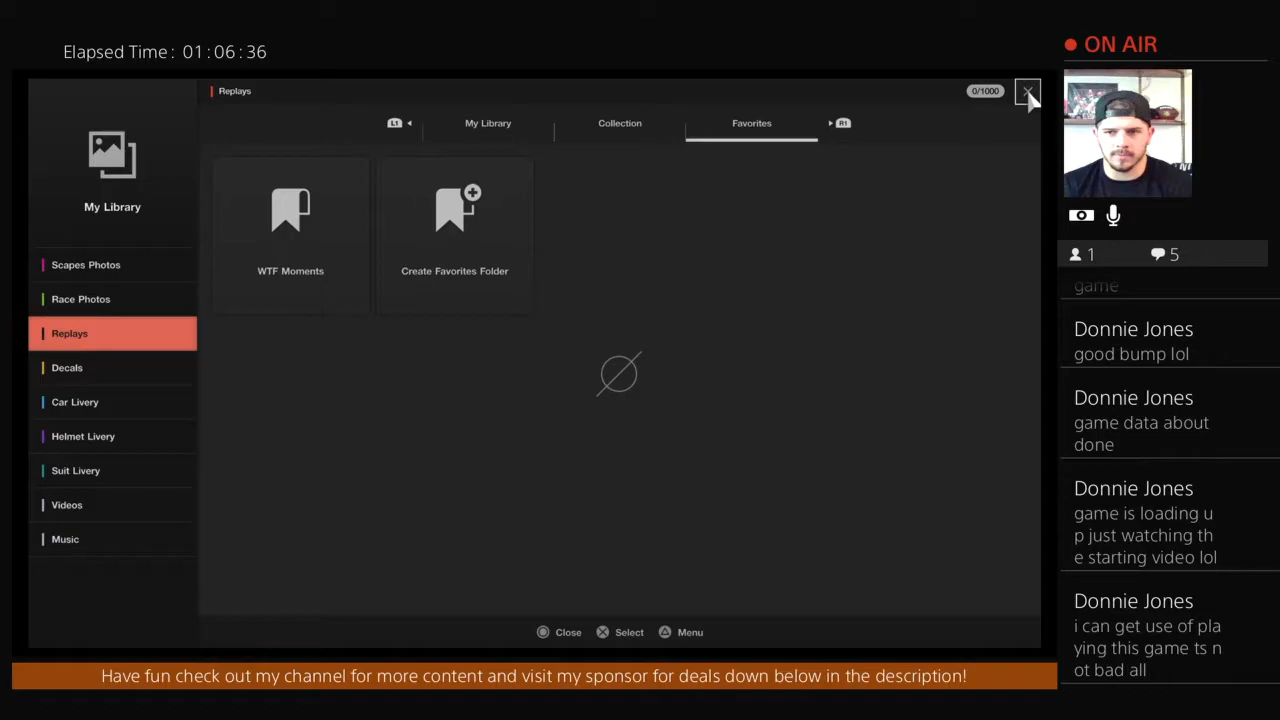 Elapsed Time: 01:06:36
ON AIR
Replays
0/1000
L1
My Library
Collection
Favorites
R1
My Library
WTF Moments
Create Favorites Folder
Scapes Photos
Race Photos
Replays
Decals
Car Livery
Helmet Livery
Suit Livery
Videos
Music
Close
Select
Menu
1
5
game
Donnie Jones
good bump lol
Donnie Jones
game data about
done
Donnie Jones
game is loading u
p just watching th
e starting video lol
Donnie Jones
i can get use of pla
ying this game ts n
ot bad all
Have fun check out my channel for more content and visit my sponsor for deals down below in the description!